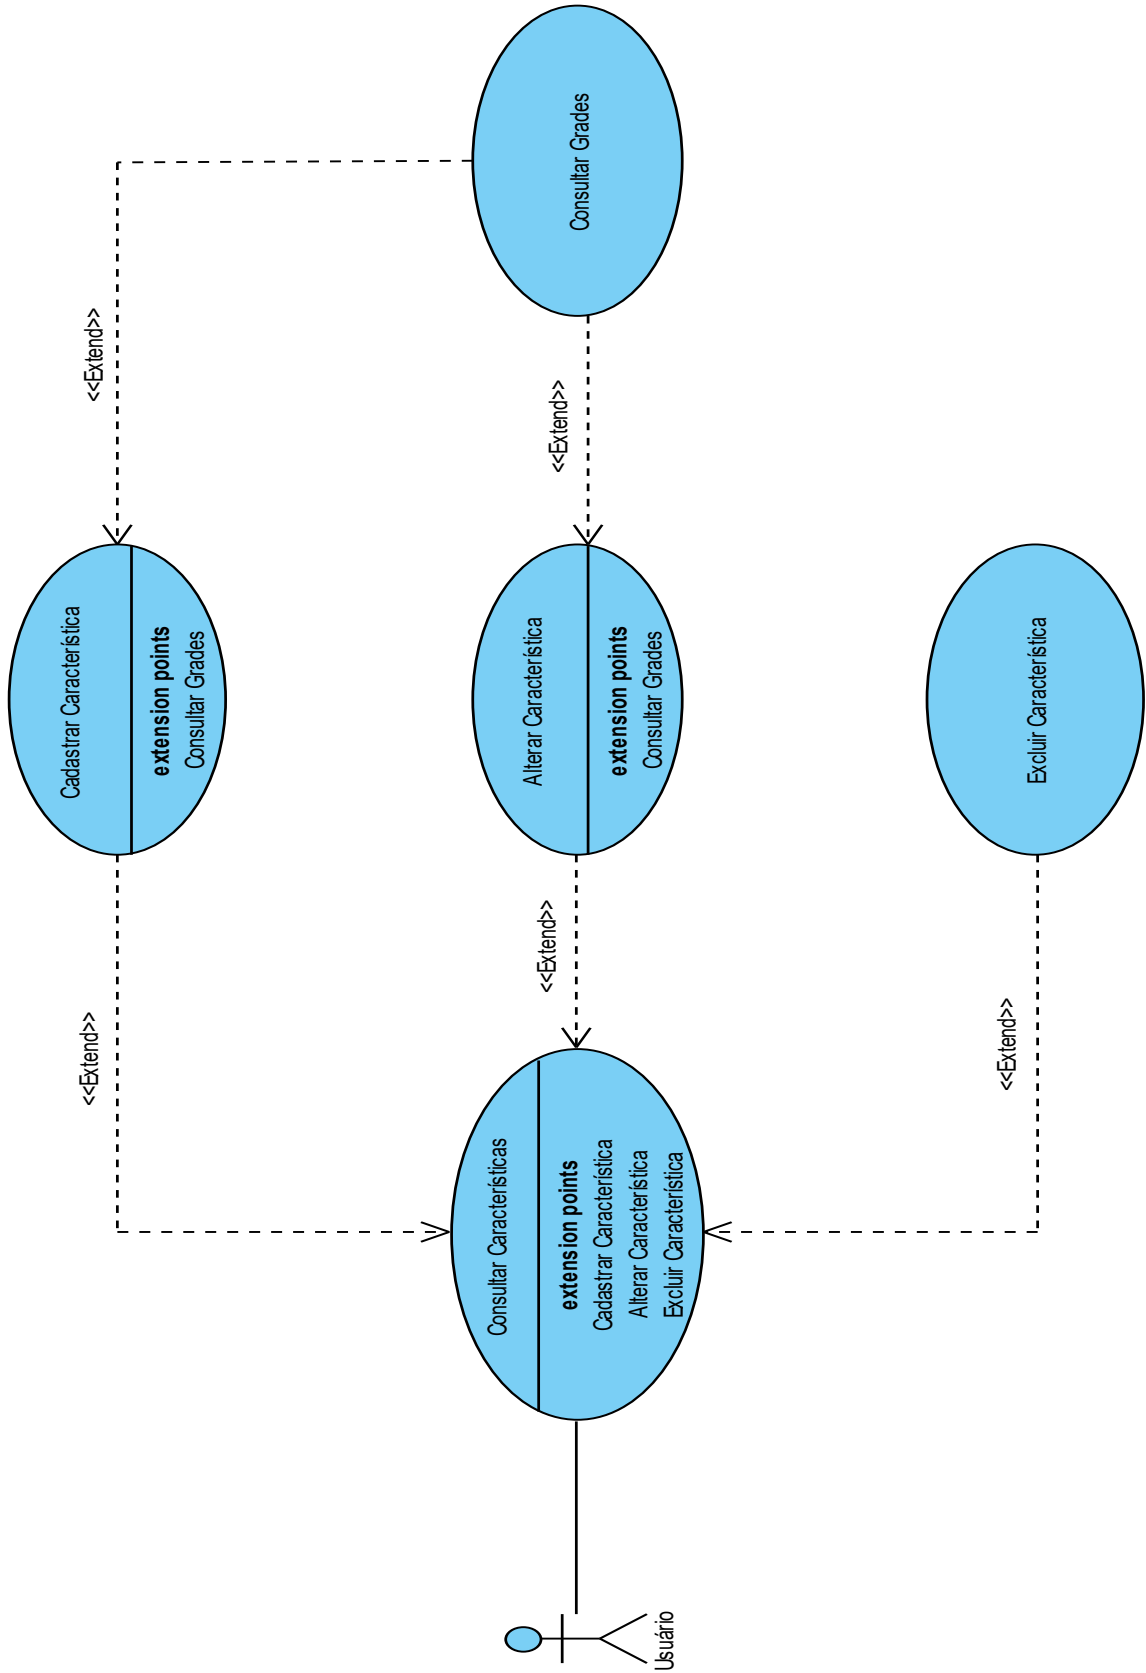 Usuário
Consultar Características
extension points
Cadastrar Característica
Alterar Característica
Excluir Característica
<<Extend>>
<<Extend>>
<<Extend>>
Cadastrar Característica
extension points
Consultar Grades
Alterar Característica
extension points
Consultar Grades
Excluir Característica
<<Extend>>
<<Extend>>
Consultar Grades